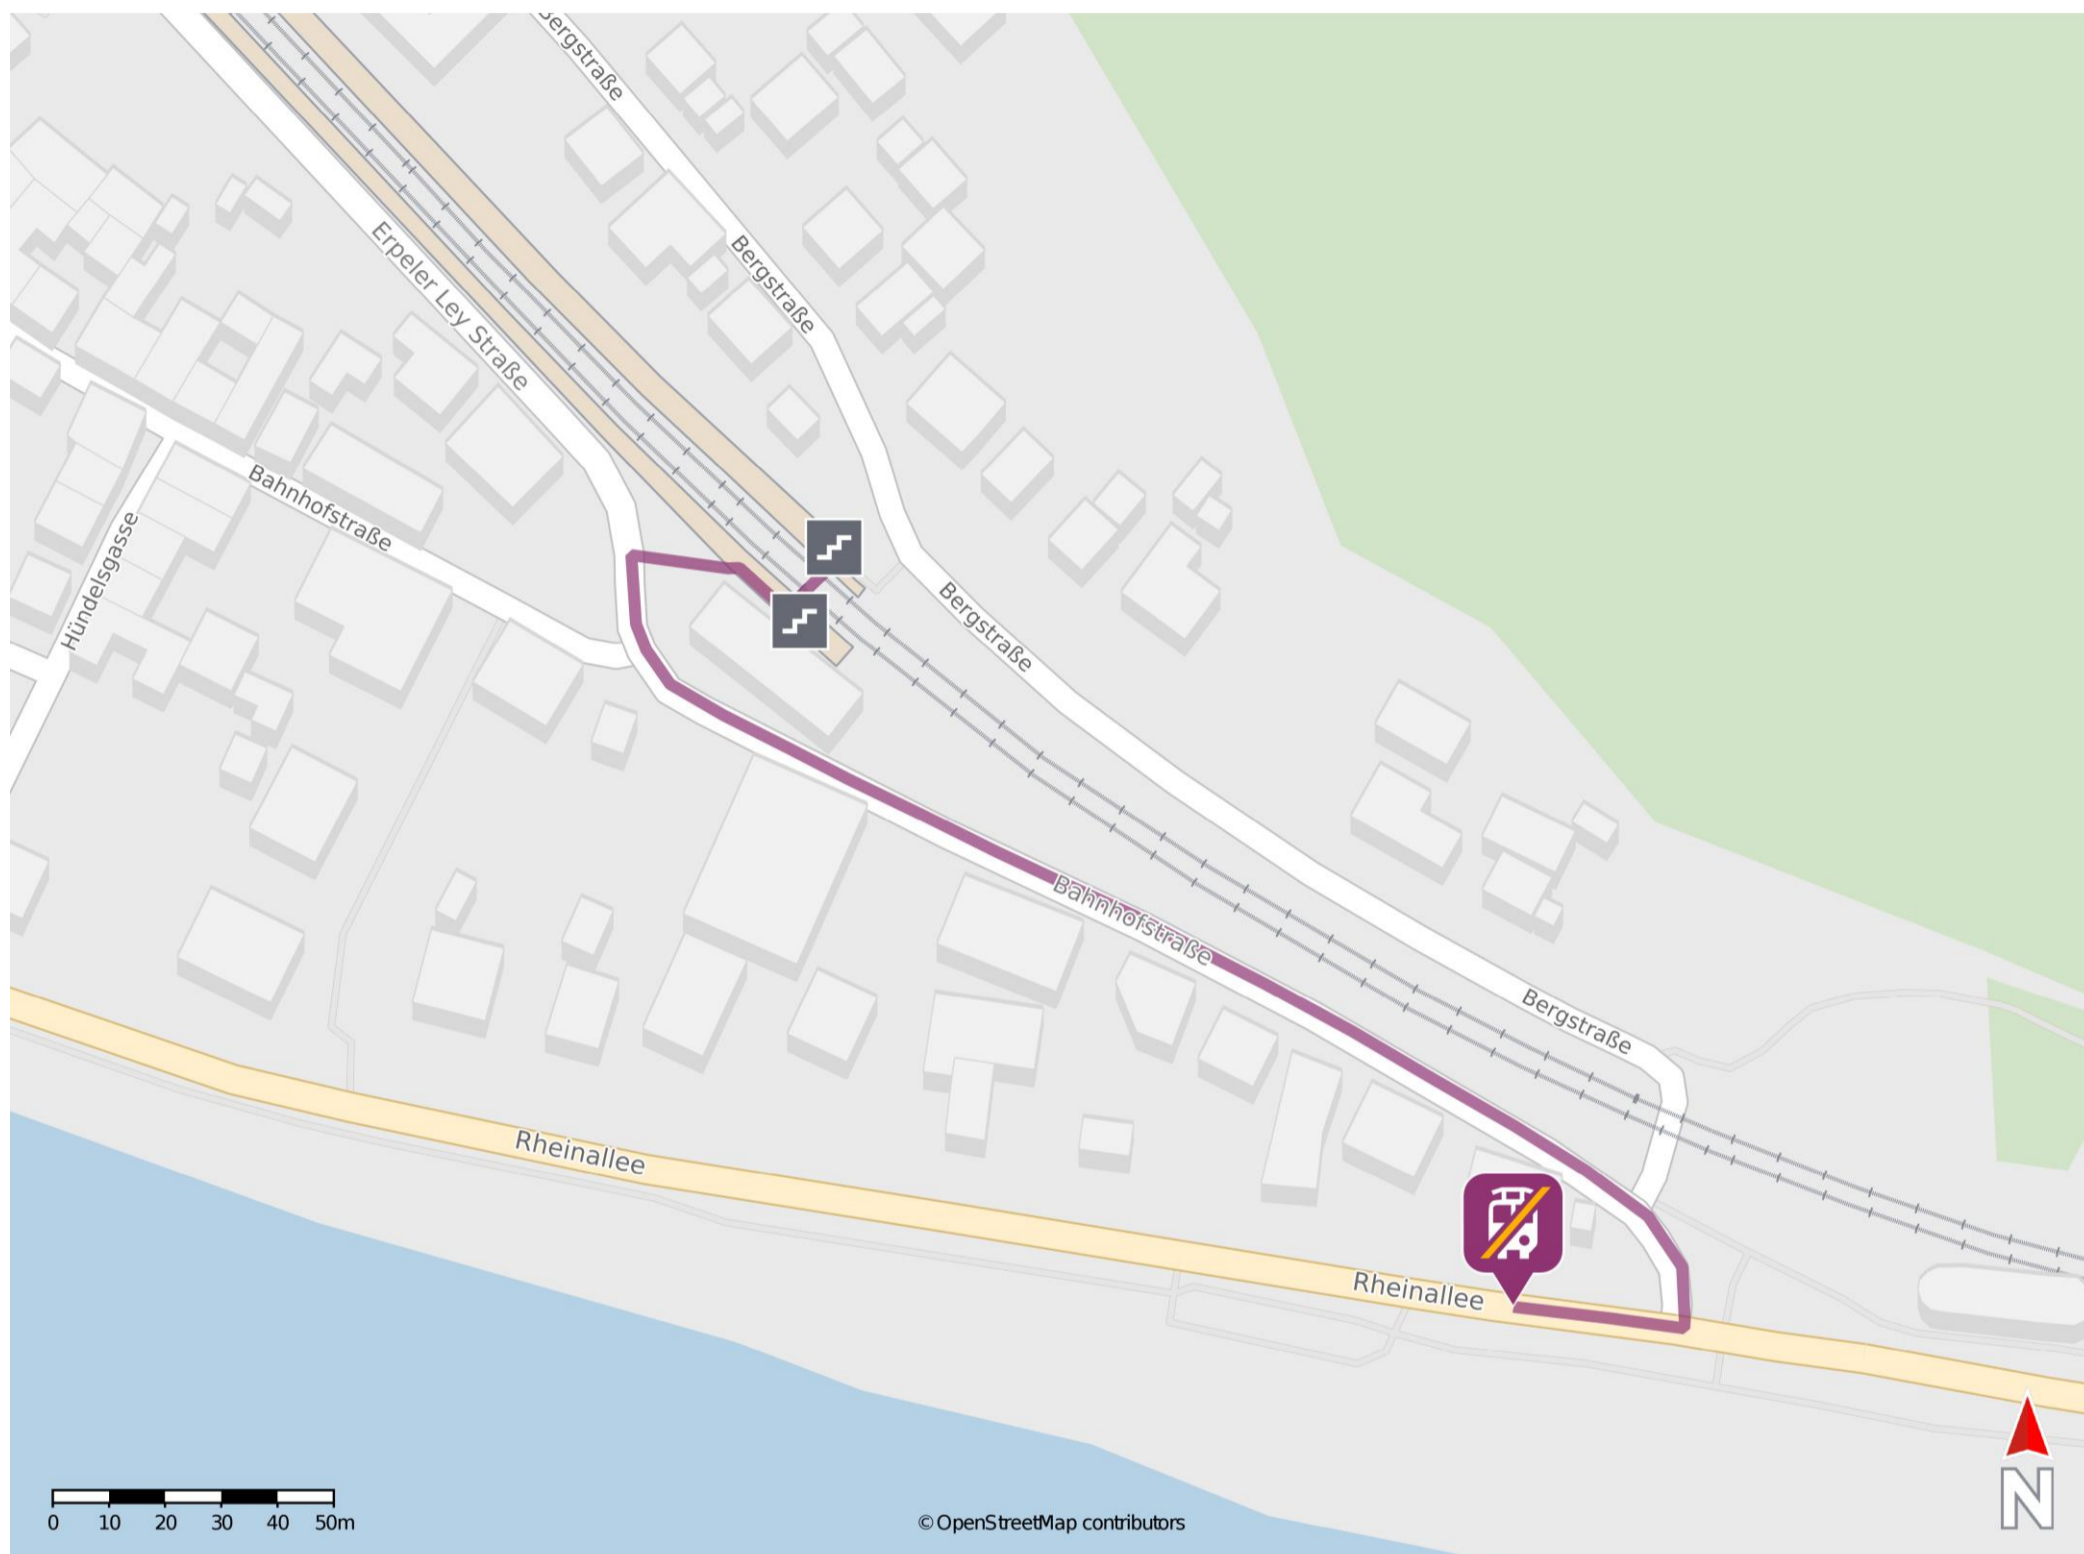 Bergstraße
Bergstraße
Erpeler Ley Straße
Bahnhofstraße
Hündelsgasse
Bergstraße
Bahnhofstraße
Bergstraße
Rheinallee
Rheinallee
0 10 20 30 40 50m
© OpenStreetMap contributors
N